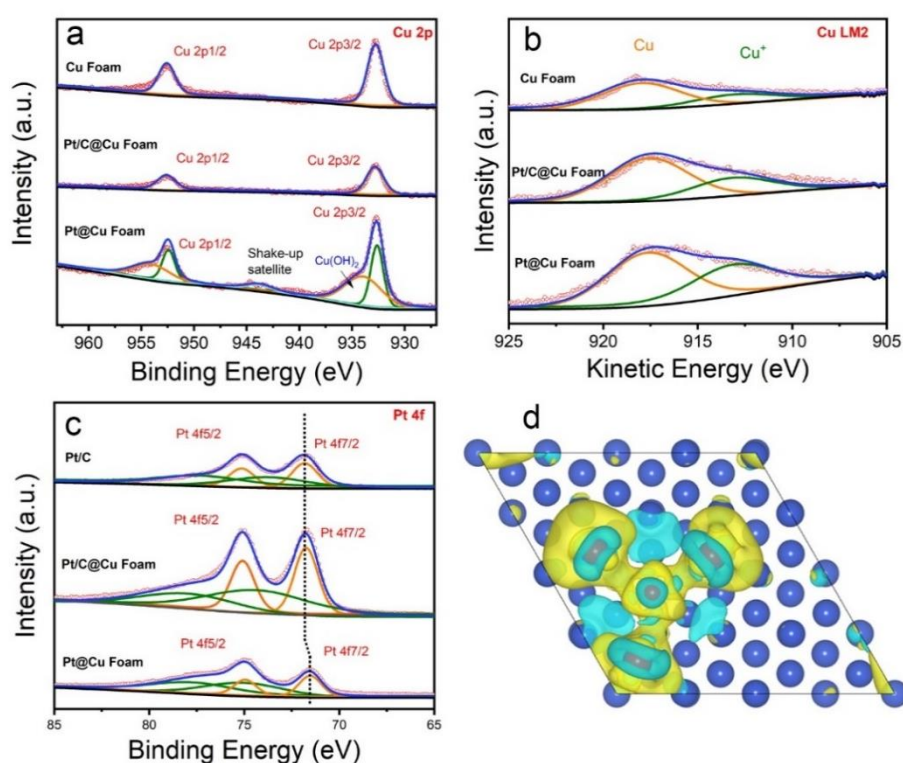 a
Cu 2p
Cu 2p1/2
Cu 2p3/2
Cu Foam
Pt/C@Cu Foam
Cu 2p1/2
Cu 2p3/2
Cu 2p3/2
Pt@Cu Foam
Cu 2p1/2
Shake-up
satellite
Cu(OH)2
Intensity (a.u.)
960 955 950 945 940 935 930
Binding Energy (eV)
b
Cu LM2
Cu
Cu+
Cu Foam
Pt/C@Cu Foam
Pt@Cu Foam
Intensity (a.u.)
925 920 915 910 905
Kinetic Energy (eV)
c
Pt 4f
Pt 4f5/2
Pt 4f7/2
Pt/C
Pt 4f5/2
Pt 4f7/2
Pt/C@Cu Foam
Pt 4f5/2
Pt 4f7/2
Pt@Cu Foam
Intensity (a.u.)
85 80 75 70 65
Binding Energy (eV)
d